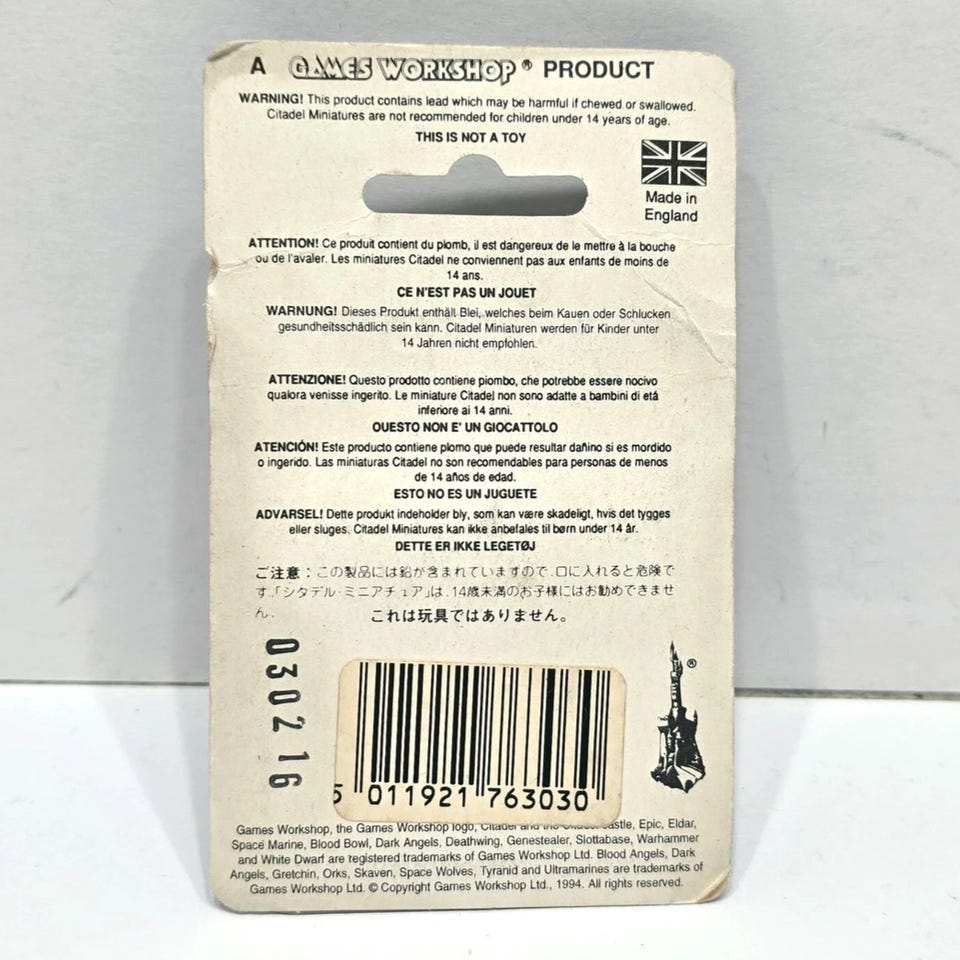 A GAMES WORKSHOP® PRODUCT
WARNING! This product contains lead which may be harmful if chewed or swallowed.
Citadel Miniatures are not recommended for children under 14 years of age.
THIS IS NOT A TOY
Made in
England
ATTENTION! Ce produit contient du plomb, il est dangereux de le mettre à la bouche
ou de l'avaler. Les miniatures Citadel ne conviennent pas aux enfants de moins de
14 ans.
CE N'EST PAS UN JOUET
WARNUNG! Dieses Produkt enthält Blei, welches beim Kauen oder Schlucken
gesundheitsschädlich sein kann. Citadel Miniaturen werden für Kinder unter
14 Jahren nicht empfohlen.
ATTENZIONE! Questo prodotto contiene piombo, che potrebbe essere nocivo
qualora venisse ingerito. Le miniature Citadel non sono adatte a bambini di etá
inferiore ai 14 anni.
QUESTO NON E' UN GIOCATTOLO
ATENCIÓN! Este producto contiene plomo que puede resultar dañino si es mordido
o ingerido. Las miniaturas Citadel no son recomendables para personas de menos
de 14 años de edad.
ESTO NO ES UN JUGUETE
ADVARSEL! Dette produkt indeholder bly, som kan være skadeligt, hvis det tygges
eller sluges. Citadel Miniatures kan ikke anbefales til børn under 14 år.
DETTE ER IKKE LEGETØJ
ご注意：この製品には鉛が含まれていますので、口に入れると危険で
す。「シタデル・ミニアチュア」は、14歳未満のお子様にはお勧めできませ
ん。 これは玩具ではありません。
0302 16
®
5 011921 763030
Games Workshop, the Games Workshop logo, Citadel and the Citadel Castle, Epic, Eldar,
Space Marine, Blood Bowl, Dark Angels, Deathwing, Genestealer, Slottabase, Warhammer
and White Dwarf are registered trademarks of Games Workshop Ltd. Blood Angels, Dark
Angels, Gretchin, Orks, Skaven, Space Wolves, Tyranid and Ultramarines are trademarks of
Games Workshop Ltd. © Copyright Games Workshop Ltd., 1994. All rights reserved.